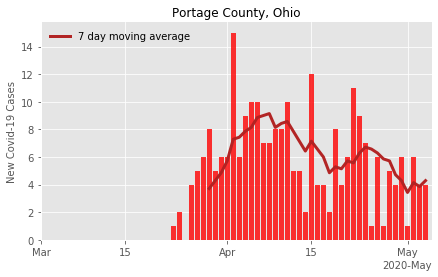 Portage County, Ohio
7 day moving average
New Covid-19 Cases
14
12
10
8
6
4
2
0
Mar 15 Apr 15 May
2020-May